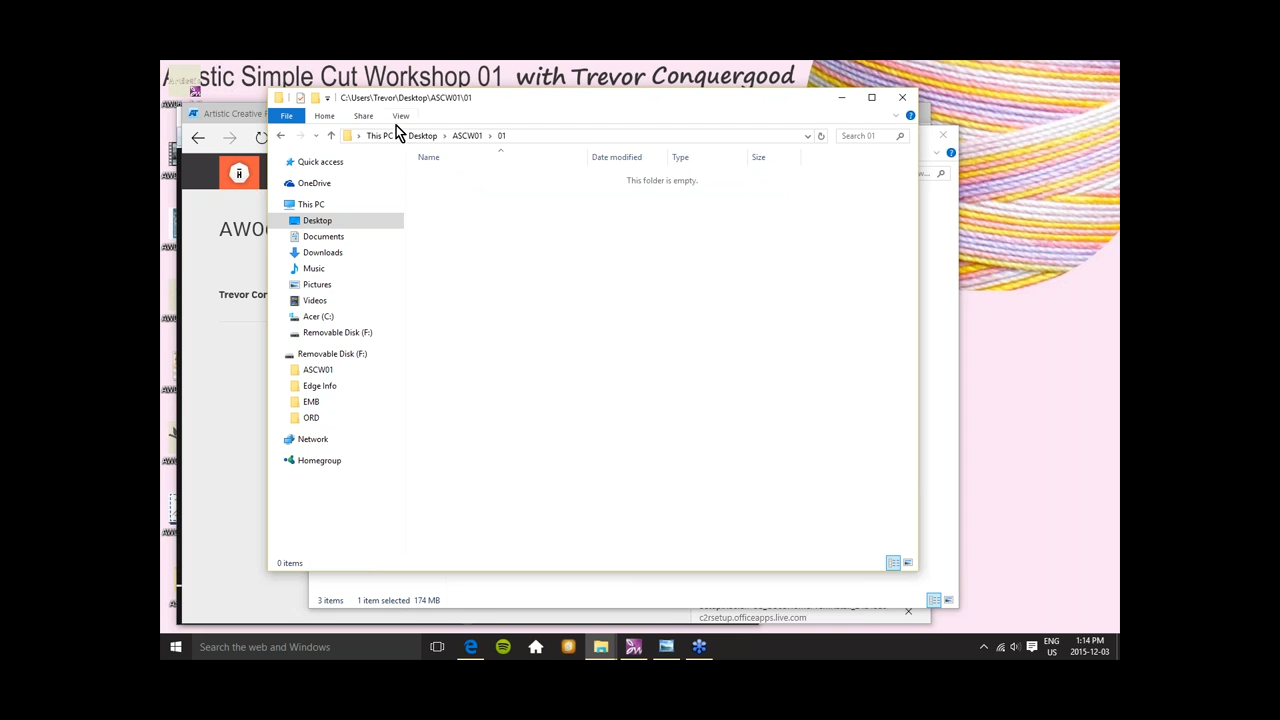 Artistic Simple Cut Workshop 01 with Trevor Conquergood
C:\Users\Trevor\Desktop\ASCW01\01
Artistic Creative
File Home Share View
This PC Desktop ASCW01 01
Search 01
Name Date modified Type Size
This folder is empty.
Quick access
OneDrive
This PC
Desktop
Documents
Downloads
Music
Pictures
Videos
Acer (C:)
Removable Disk (F:)
Removable Disk (F:)
ASCW01
Edge Info
EMB
ORD
Network
Homegroup
Trevor Con
0 items
3 items 1 item selected 174 MB
c2rsetup.officeapps.live.com
Search the web and Windows
ENG
US
1:14 PM
2015-12-03